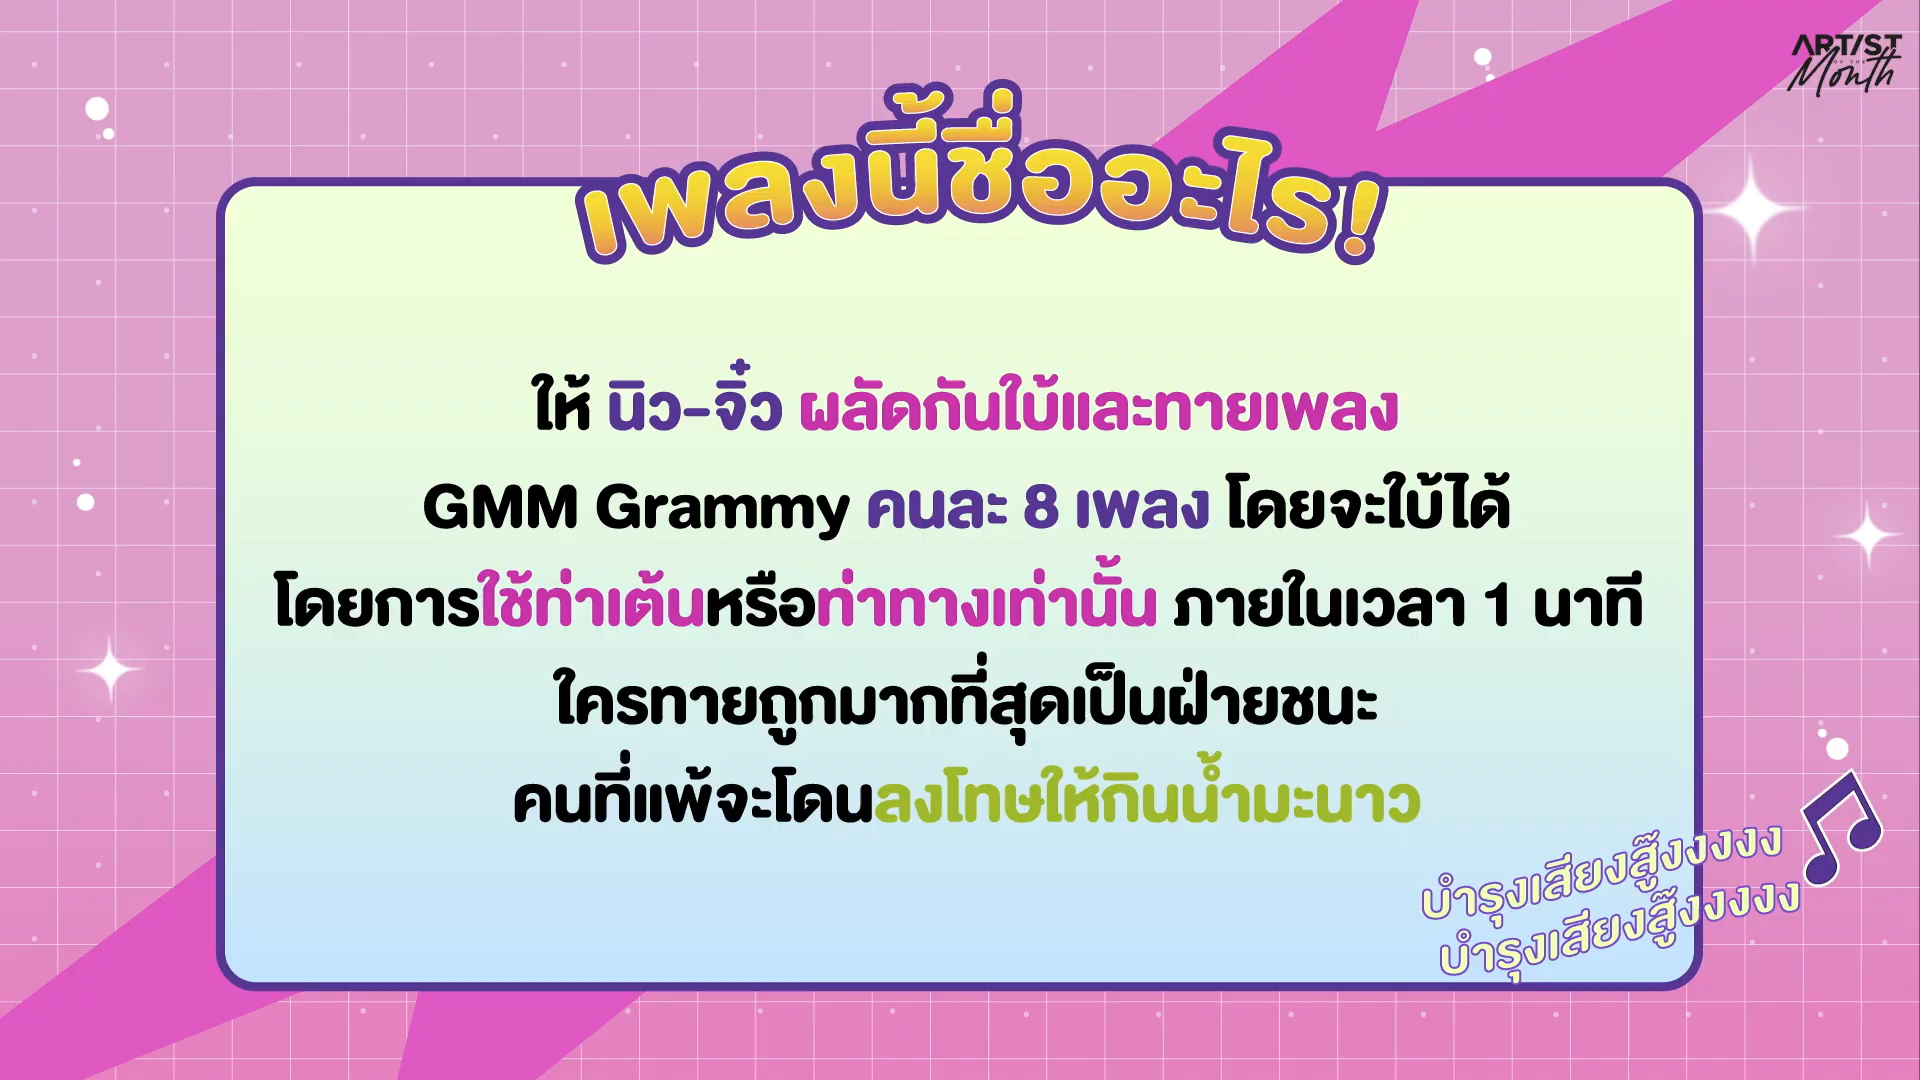 ARTIST
OF THE
Month
เพลงนี้ชื่ออะไร!
ให้ นิว-จิ๋ว ผลัดกันใบ้และทายเพลง
GMM Grammy คนละ 8 เพลง โดยจะใบ้ได้
โดยการใช้ท่าเต้นหรือท่าทางเท่านั้น ภายในเวลา 1 นาที
ใครทายถูกมากที่สุดเป็นฝ่ายชนะ
คนที่แพ้จะโดนลงโทษให้กินน้ำมะนาว
บำรุงเสียงสู๊งงงงงง
บำรุงเสียงสู๊งงงงงง